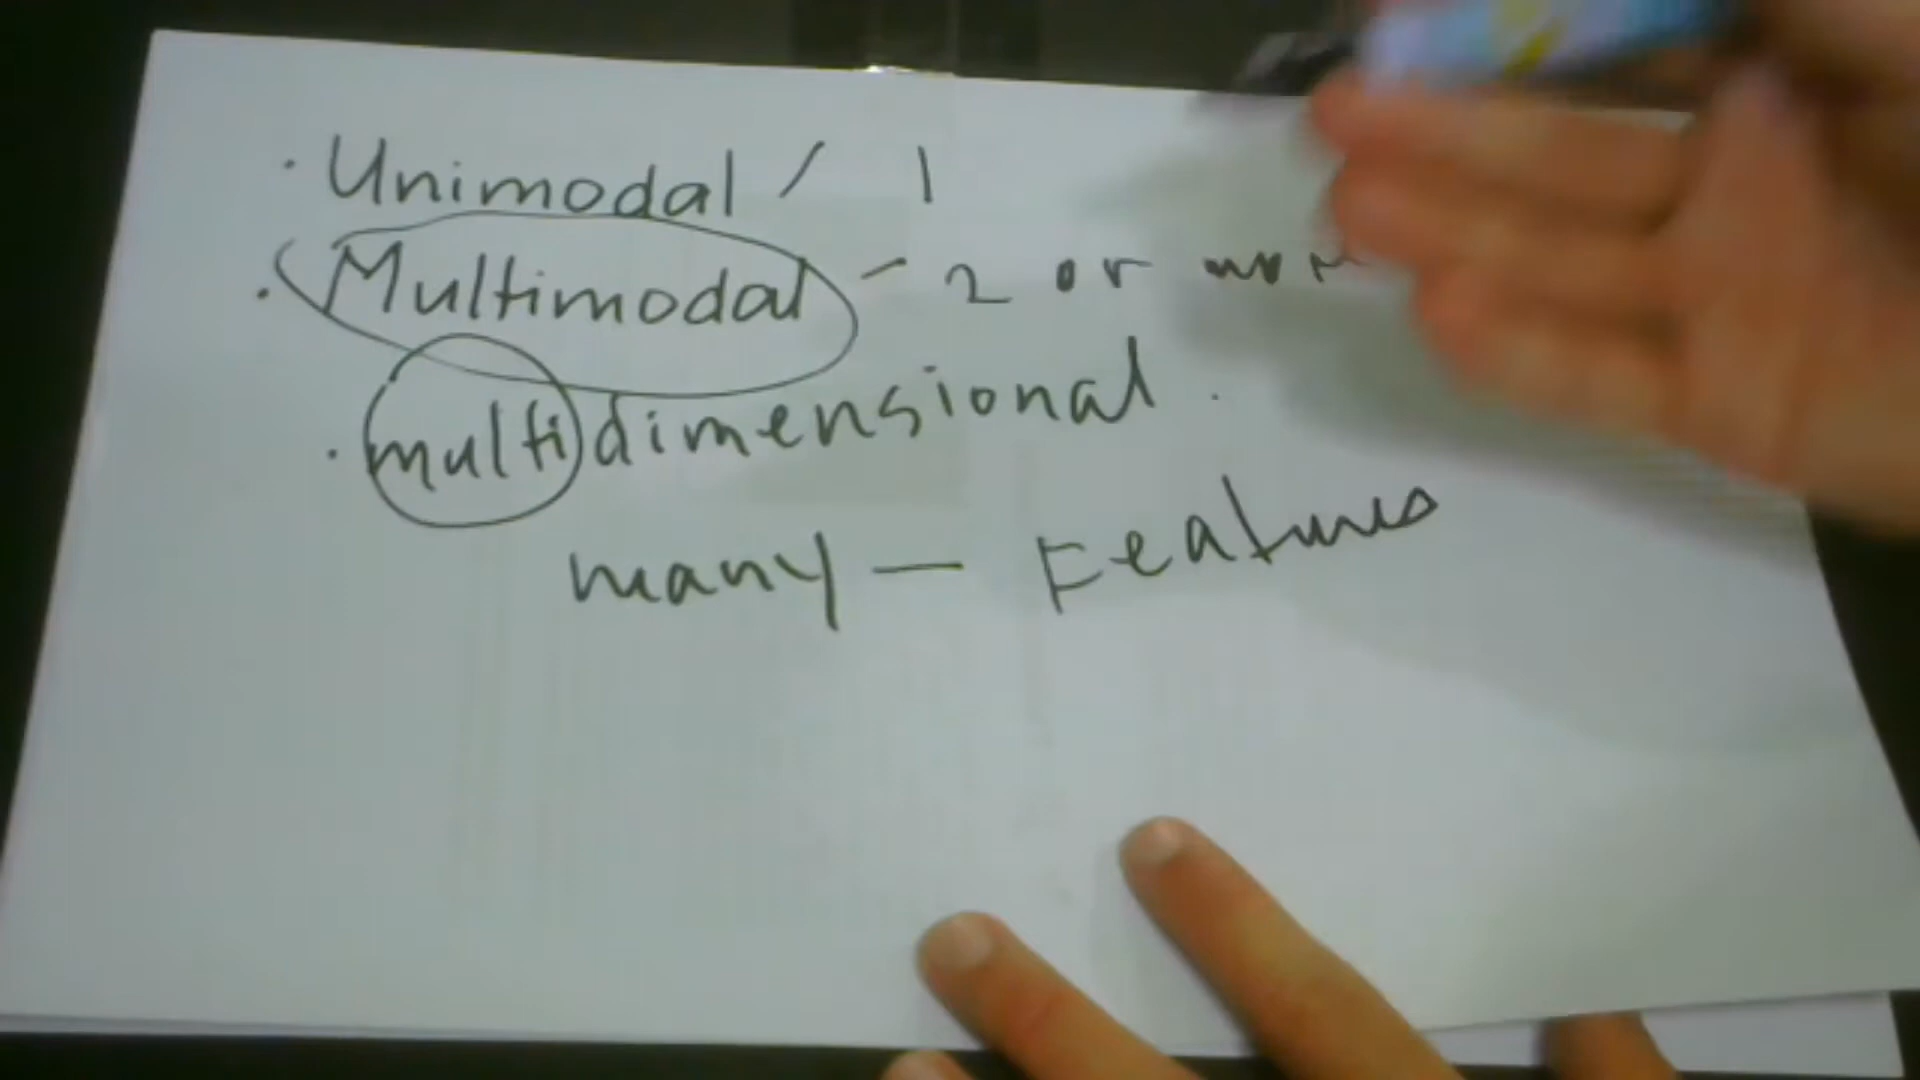 · Unimodal / 1
· Multimodal - 2 or
· multidimensional.
many — Features